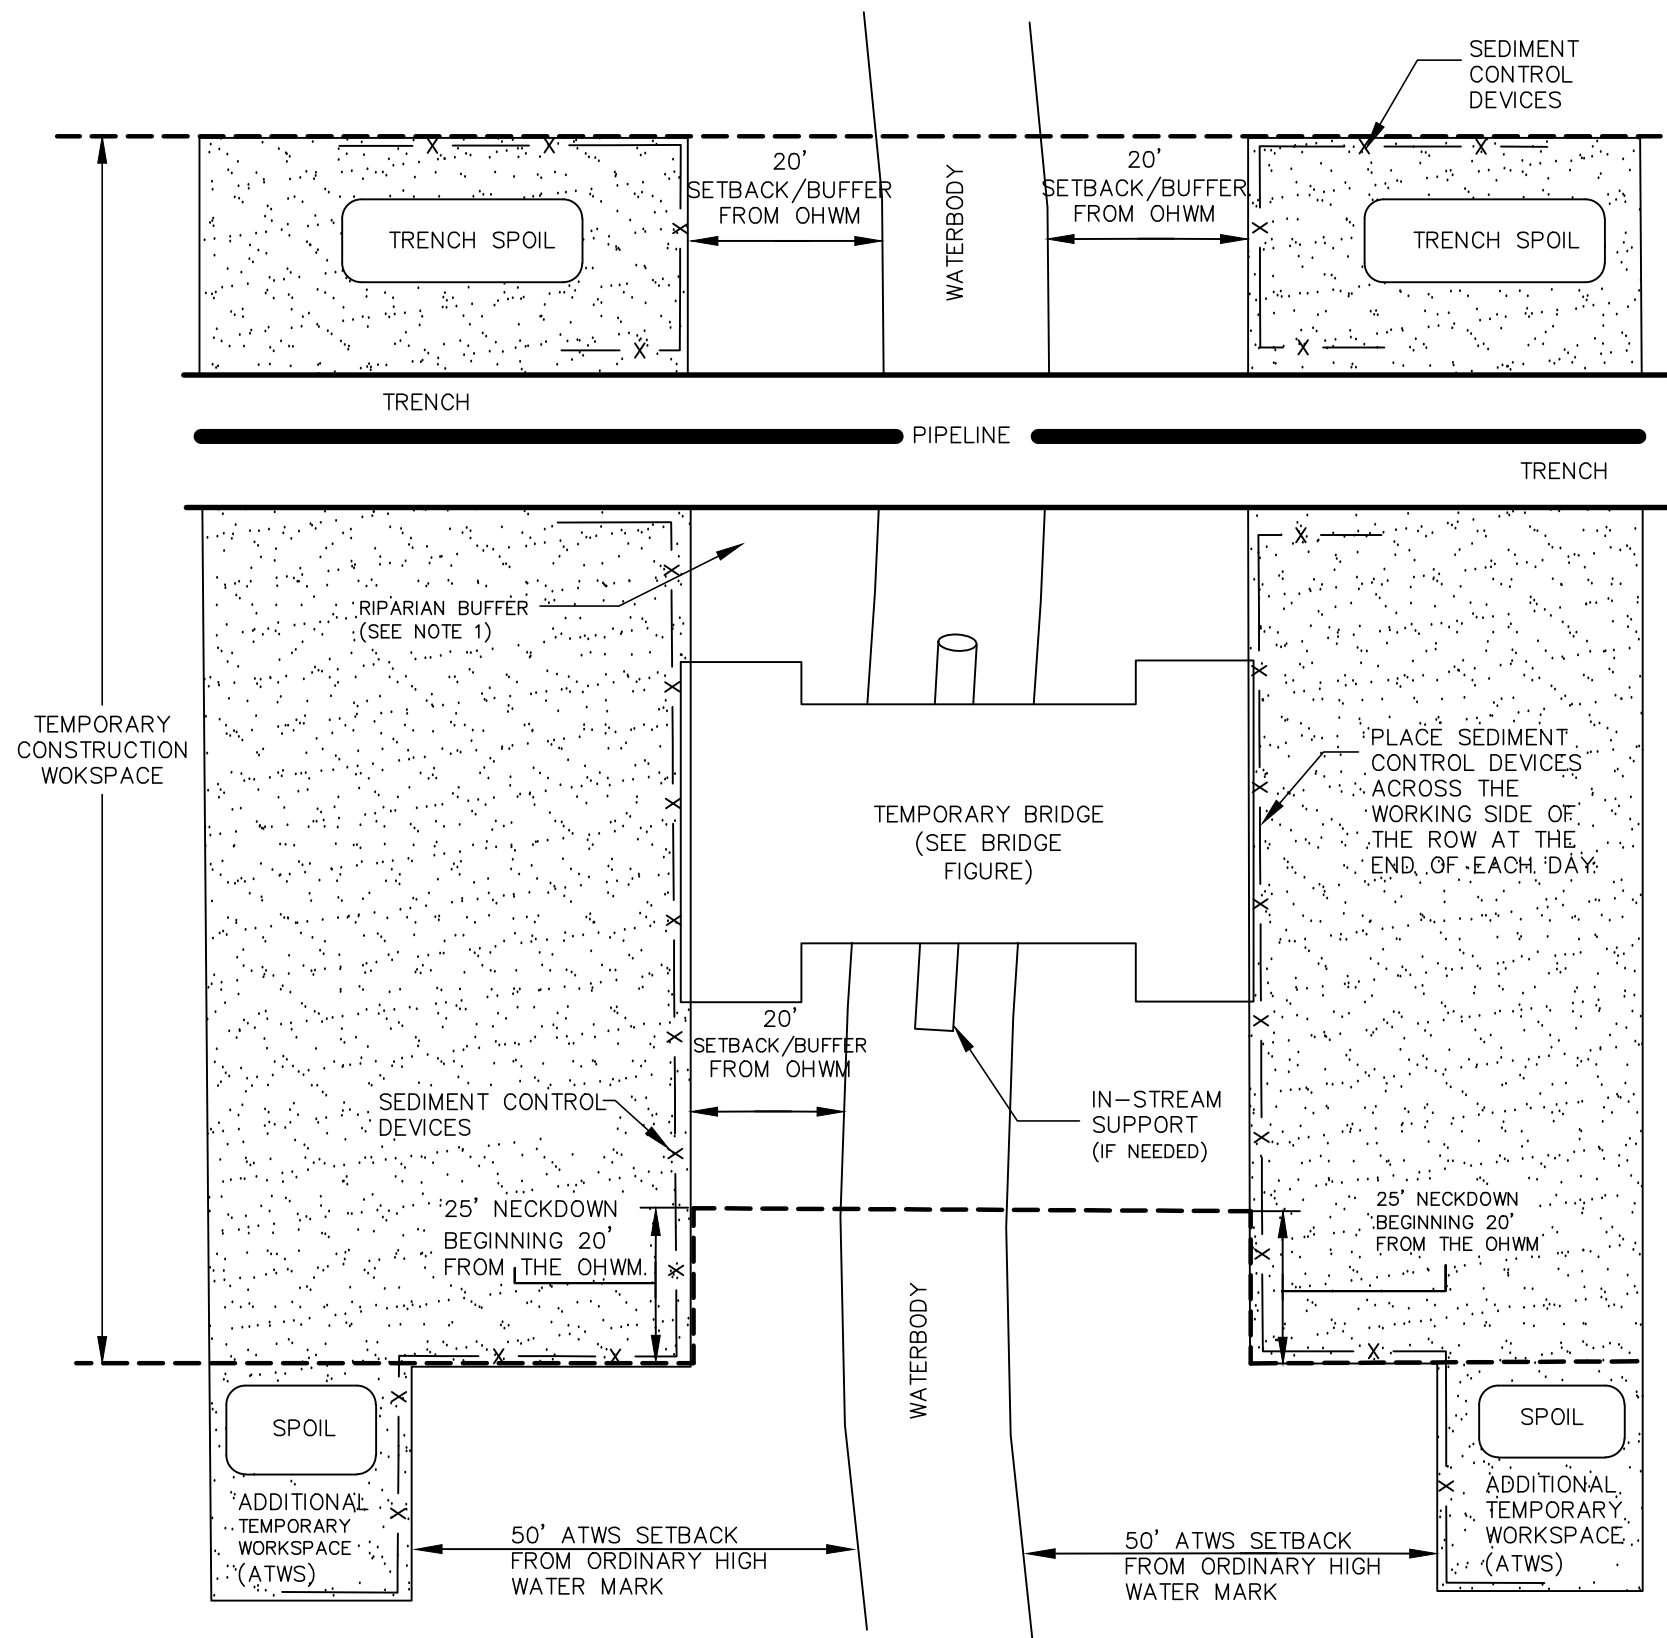 SEDIMENT
CONTROL
DEVICES
20'
SETBACK/BUFFER
FROM OHWM
WATERBODY
20'
SETBACK/BUFFER
FROM OHWM
TRENCH SPOIL
TRENCH SPOIL
TRENCH
PIPELINE
TRENCH
RIPARIAN BUFFER
(SEE NOTE 1)
TEMPORARY
CONSTRUCTION
WOKSPACE
PLACE SEDIMENT
CONTROL DEVICES
ACROSS THE
WORKING SIDE OF
THE ROW AT THE
END OF EACH DAY
TEMPORARY BRIDGE
(SEE BRIDGE
FIGURE)
20'
SETBACK/BUFFER
FROM OHWM
SEDIMENT CONTROL
DEVICES
IN-STREAM
SUPPORT
(IF NEEDED)
25' NECKDOWN
BEGINNING 20'
FROM THE OHWM.
25' NECKDOWN
BEGINNING 20'
FROM THE OHWM
WATERBODY
SPOIL
SPOIL
ADDITIONAL
TEMPORARY
WORKSPACE
(ATWS)
50' ATWS SETBACK
FROM ORDINARY HIGH
WATER MARK
50' ATWS SETBACK
FROM ORDINARY HIGH
WATER MARK
ADDITIONAL
TEMPORARY
WORKSPACE
(ATWS)